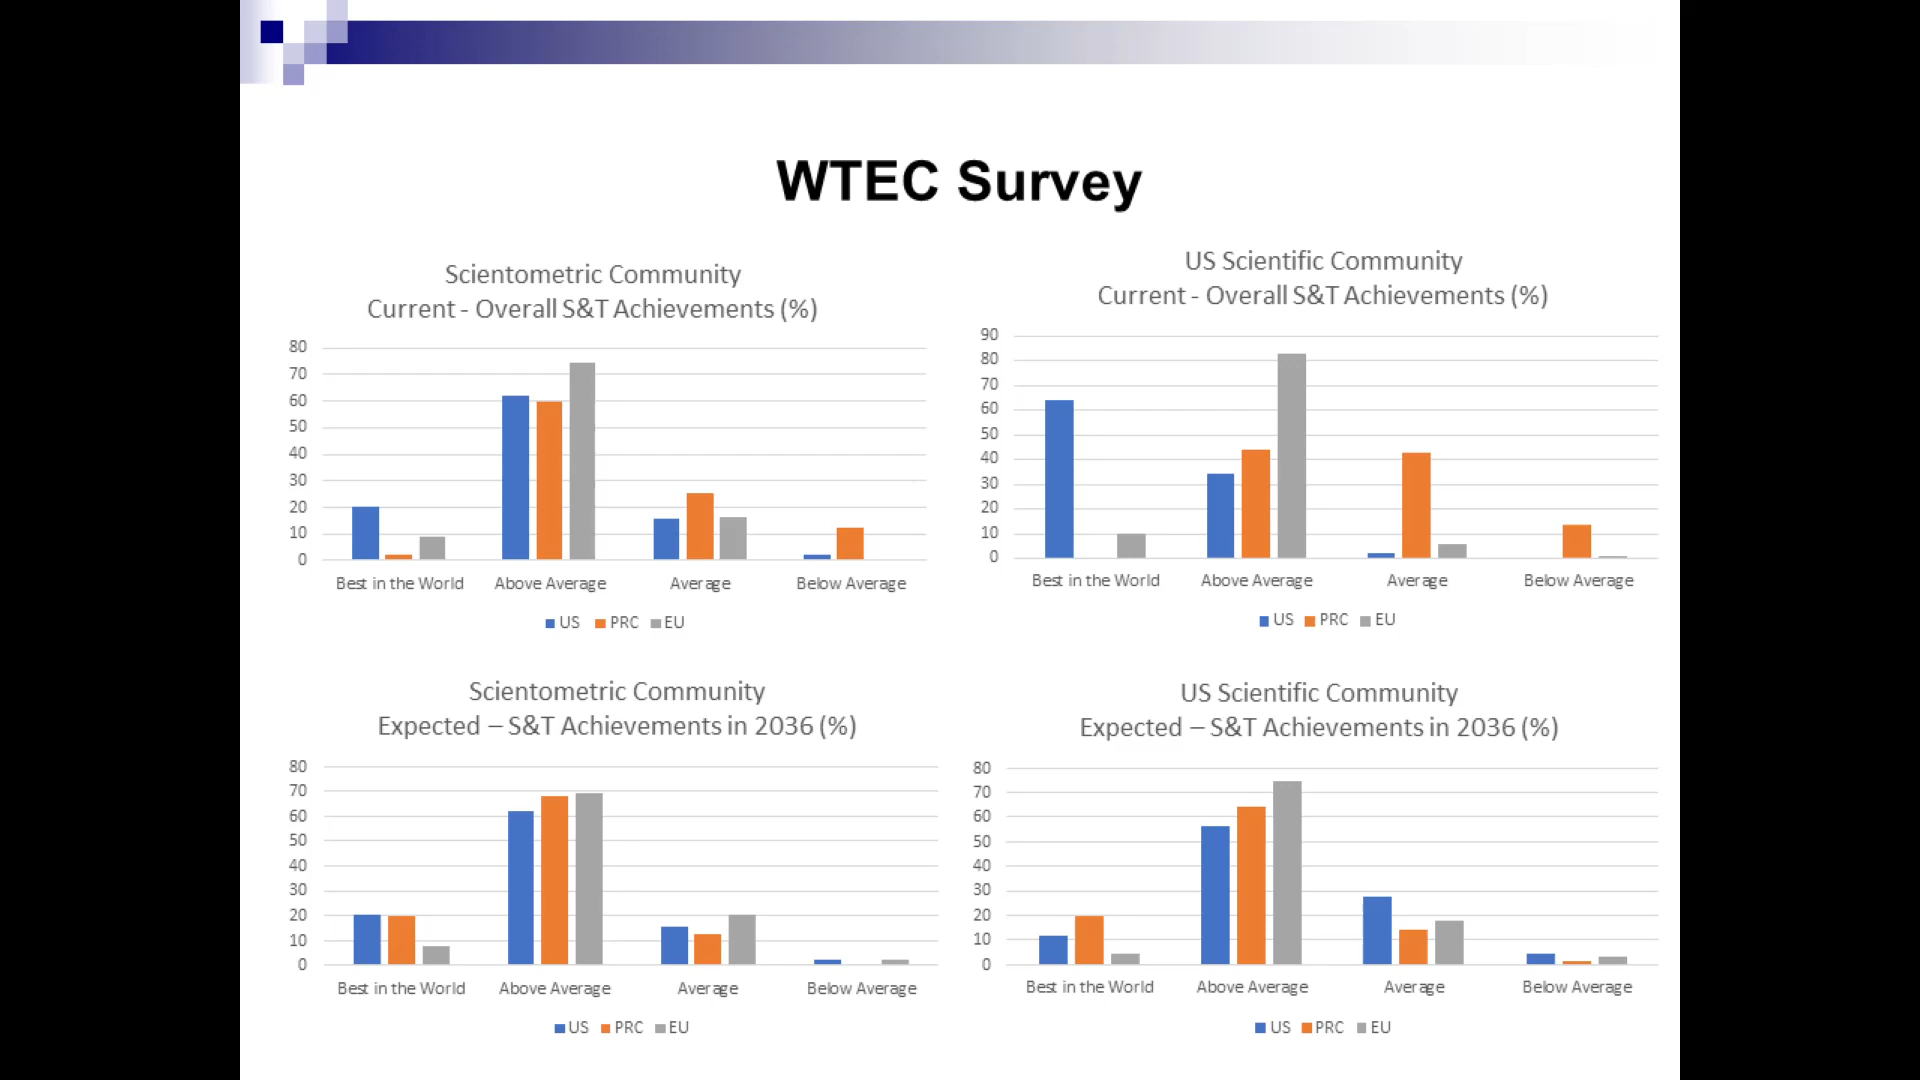 WTEC Survey
Scientometric Community
Current - Overall S&T Achievements (%)
80
70
60
50
40
30
20
10
0
Best in the World Above Average Average Below Average
US PRC EU
US Scientific Community
Current - Overall S&T Achievements (%)
90
80
70
60
50
40
30
20
10
0
Best in the World Above Average Average Below Average
US PRC EU
Scientometric Community
Expected – S&T Achievements in 2036 (%)
80
70
60
50
40
30
20
10
0
Best in the World Above Average Average Below Average
US PRC EU
US Scientific Community
Expected – S&T Achievements in 2036 (%)
80
70
60
50
40
30
20
10
0
Best in the World Above Average Average Below Average
US PRC EU